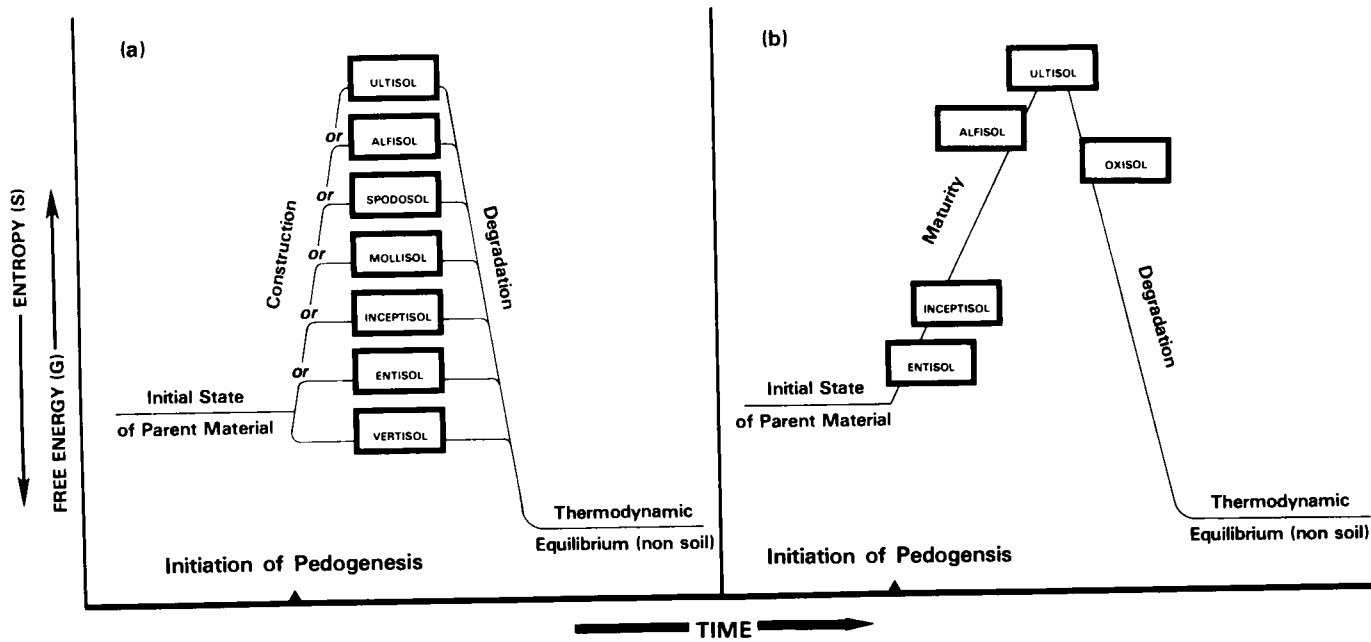 ENTROPY (S)
FREE ENERGY (G)
(a)
ULTISOL
or
ALFISOL
or
SPODOSOL
or
MOLLISOL
or
INCEPTISOL
or
ENTISOL
VERTISOL
Construction
Degradation
Initial State
of Parent Material
Thermodynamic
Equilibrium (non soil)
Initiation of Pedogenesis
(b)
ULTISOL
ALFISOL
OXISOL
Maturity
INCEPTISOL
ENTISOL
Degradation
Initial State
of Parent Material
Thermodynamic
Equilibrium (non soil)
Initiation of Pedogensis
TIME